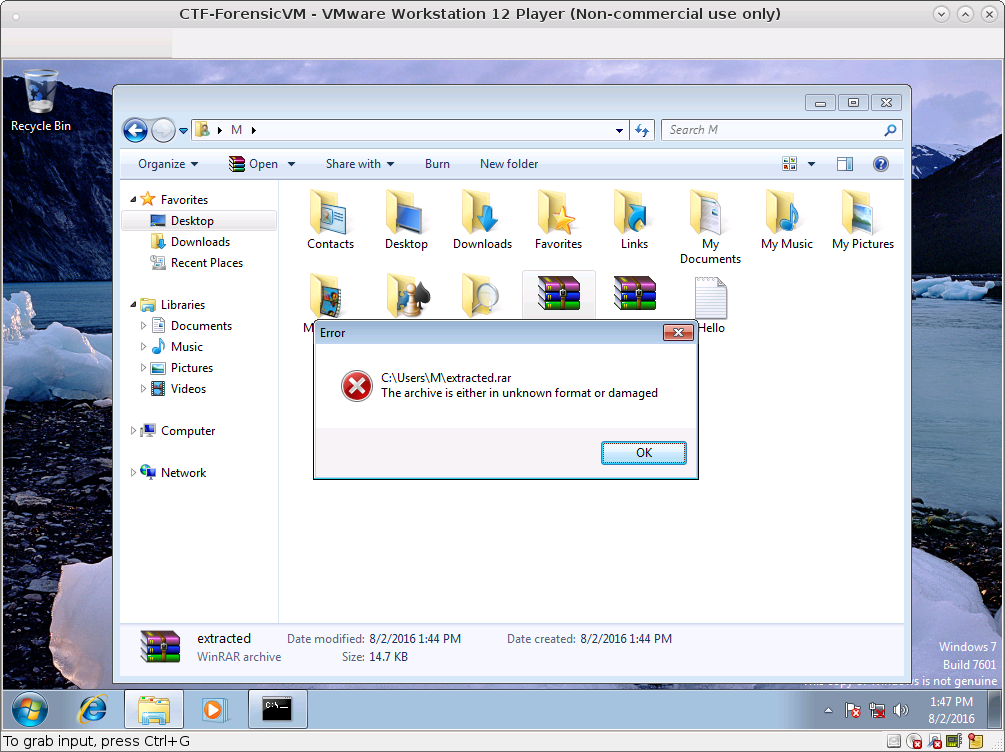 CTF-ForensicVM - VMware Workstation 12 Player (Non-commercial use only)
Recycle Bin
M
Search M
Organize
Open
Share with
Burn
New folder
Favorites
Desktop
Downloads
Recent Places
Libraries
Documents
Music
Pictures
Videos
Computer
Network
Contacts
Desktop
Downloads
Favorites
Links
My
Documents
My Music
My Pictures
Hello
Error
C:\Users\M\extracted.rar
The archive is either in unknown format or damaged
OK
extracted
Date modified: 8/2/2016 1:44 PM
Date created: 8/2/2016 1:44 PM
WinRAR archive
Size: 14.7 KB
Windows 7
Build 7601
is not genuine
C:\_
1:47 PM
8/2/2016
To grab input, press Ctrl+G